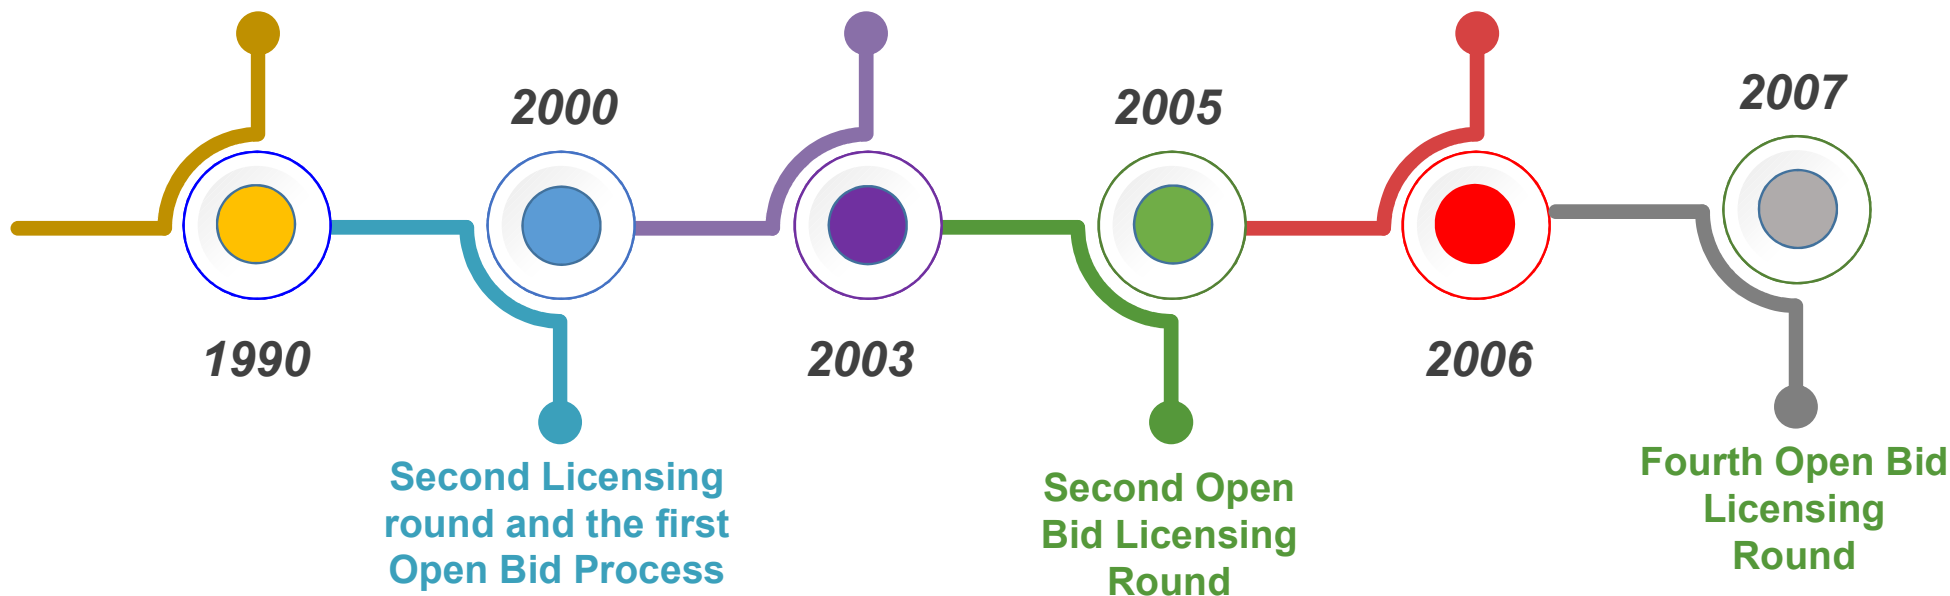 1990
2000
Second Licensing
round and the first
Open Bid Process
2003
2005
Second Open
Bid Licensing
Round
2006
2007
Fourth Open Bid
Licensing
Round